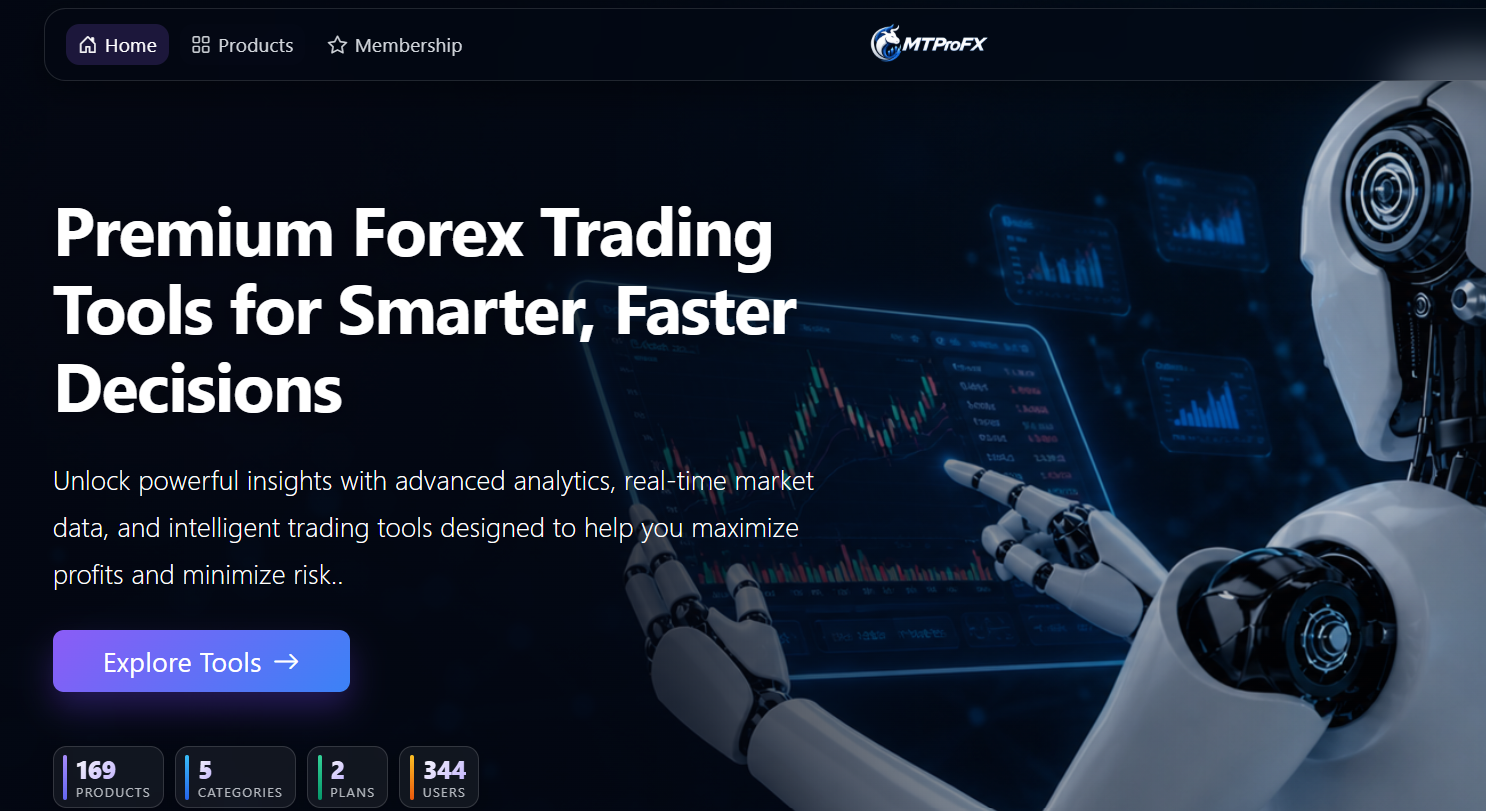 Home
Products
Membership
MTProFX
Premium Forex Trading
Tools for Smarter, Faster
Decisions
Unlock powerful insights with advanced analytics, real-time market
data, and intelligent trading tools designed to help you maximize
profits and minimize risk..
Explore Tools →
169
PRODUCTS
5
CATEGORIES
2
PLANS
344
USERS